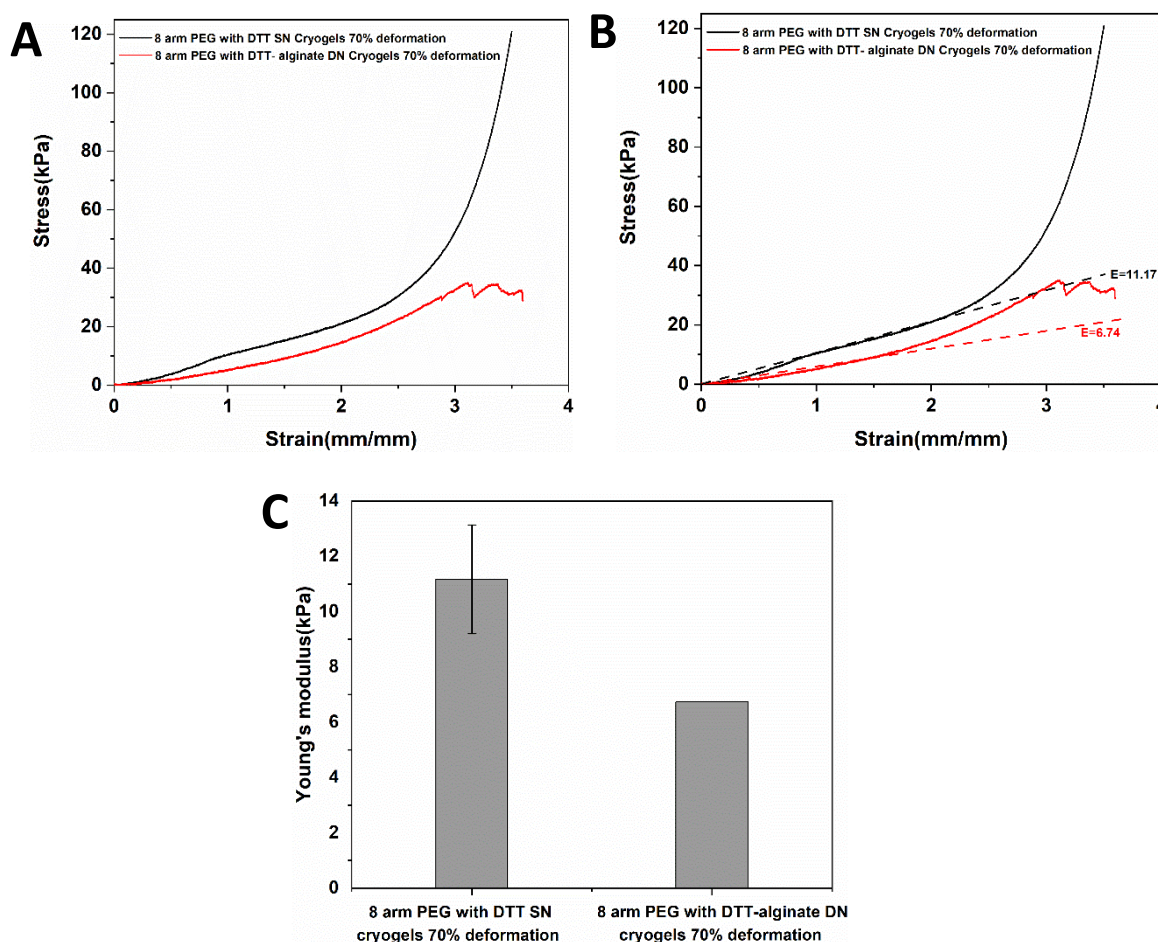 A
8 arm PEG with DTT SN Cryogels 70% deformation
8 arm PEG with DTT- alginate DN Cryogels 70% deformation
Stress(kPa)
120
100
80
60
40
20
0
0 1 2 3 4
Strain(mm/mm)
B
8 arm PEG with DTT SN Cryogels 70% deformation
8 arm PEG with DTT- alginate DN Cryogels 70% deformation
Stress(kPa)
120
100
80
60
40
20
0
E=11.17
E=6.74
0 1 2 3 4
Strain(mm/mm)
C
Young's modulus(kPa)
14
12
10
8
6
4
2
0
8 arm PEG with DTT SN
cryogels 70% deformation
8 arm PEG with DTT-alginate DN
cryogels 70% deformation